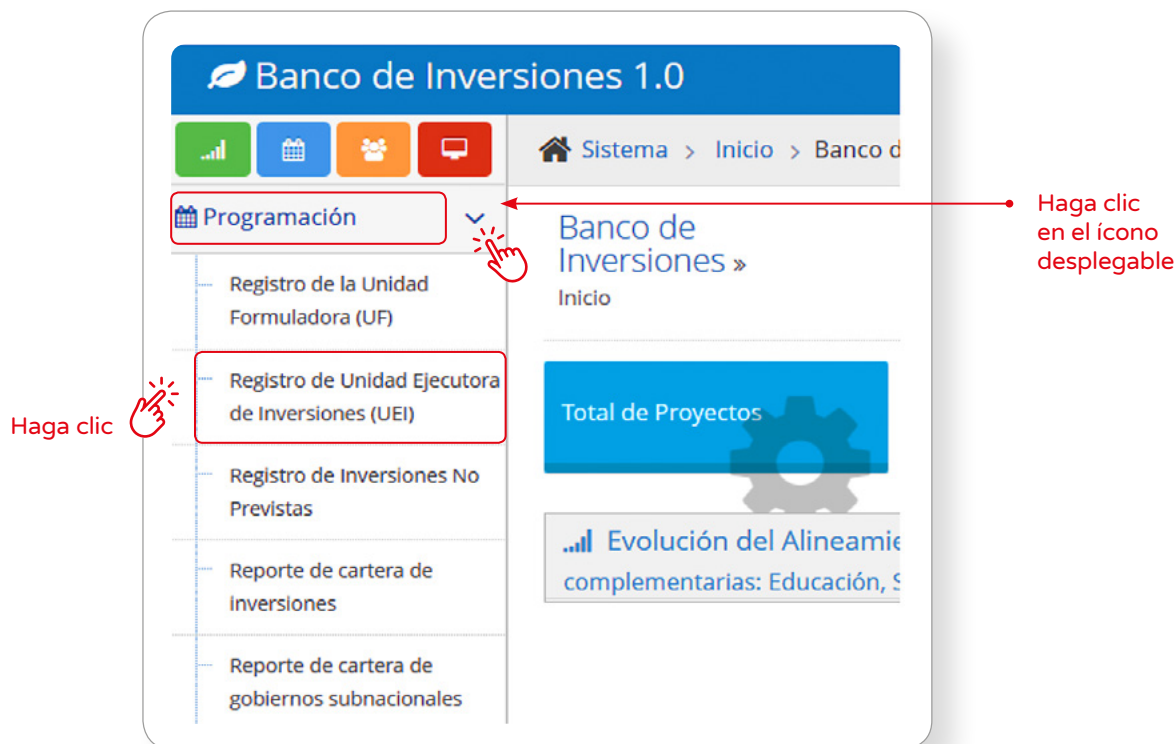 Banco de Inversiones 1.0
Sistema > Inicio > Banco d
Programación
Haga clic
en el ícono
desplegable
Registro de la Unidad
Formuladora (UF)
Registro de Unidad Ejecutora
de Inversiones (UEI)
Haga clic
Registro de Inversiones No
Previstas
Reporte de cartera de
inversiones
Reporte de cartera de
gobiernos subnacionales
Banco de
Inversiones »
Inicio
Total de Proyectos
Evolución del Alineamie
complementarias: Educación, S